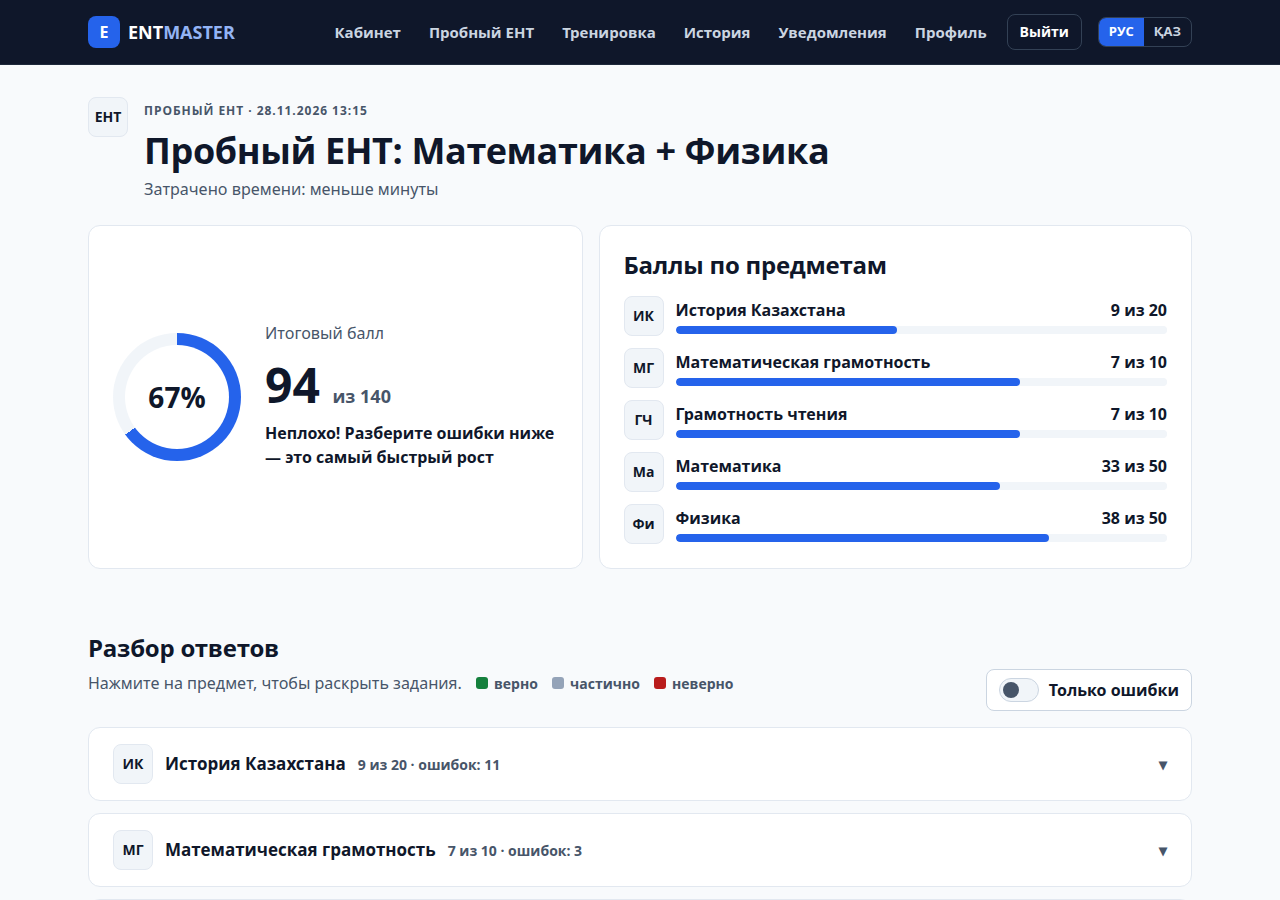 E ENTMASTER Кабинет Пробный ЕНТ Тренировка История Уведомления Профиль Выйти РУС ҚАЗ
ЕНТ
ПРОБНЫЙ ЕНТ · 28.11.2026 13:15
Пробный ЕНТ: Математика + Физика
Затрачено времени: меньше минуты
67%
Итоговый балл
94 из 140
Неплохо! Разберите ошибки ниже
— это самый быстрый рост
Баллы по предметам
ИК История Казахстана 9 из 20
МГ Математическая грамотность 7 из 10
ГЧ Грамотность чтения 7 из 10
Ма Математика 33 из 50
Фи Физика 38 из 50
Разбор ответов
Нажмите на предмет, чтобы раскрыть задания. верно частично неверно
Только ошибки
ИК История Казахстана 9 из 20 · ошибок: 11 ▼
МГ Математическая грамотность 7 из 10 · ошибок: 3 ▼